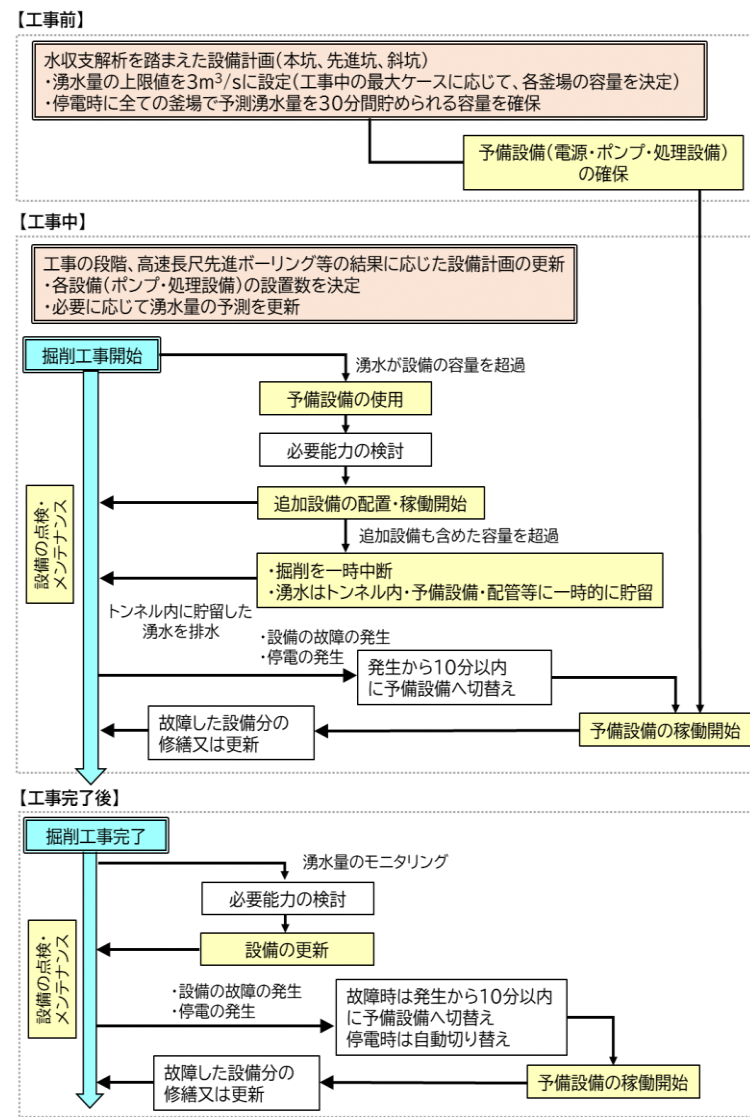 【工事前】
水収支解析を踏まえた設備計画(本坑、先進坑、斜坑)
・湧水量の上限値を3m³/sに設定(工事中の最大ケースに応じて、各釜場の容量を決定)
・停電時に全ての釜場で予測湧水量を30分間貯められる容量を確保
予備設備(電源・ポンプ・処理設備)
の確保
【工事中】
工事の段階、高速長尺先進ボーリング等の結果に応じた設備計画の更新
・各設備(ポンプ・処理設備)の設置数を決定
・必要に応じて湧水量の予測を更新
掘削工事開始
湧水が設備の容量を超過
予備設備の使用
必要能力の検討
追加設備の配置・稼働開始
追加設備も含めた容量を超過
・掘削を一時中断
・湧水はトンネル内・予備設備・配管等に一時的に貯留
設備の点検・
メンテナンス
トンネル内に貯留した
湧水を排水
・設備の故障の発生
・停電の発生
発生から10分以内
に予備設備へ切替え
予備設備の稼働開始
故障した設備分の
修繕又は更新
【工事完了後】
掘削工事完了
湧水量のモニタリング
必要能力の検討
設備の更新
設備の点検・
メンテナンス
・設備の故障の発生
・停電の発生
故障時は発生から10分以内
に予備設備へ切替え
停電時は自動切り替え
予備設備の稼働開始
故障した設備分の
修繕又は更新